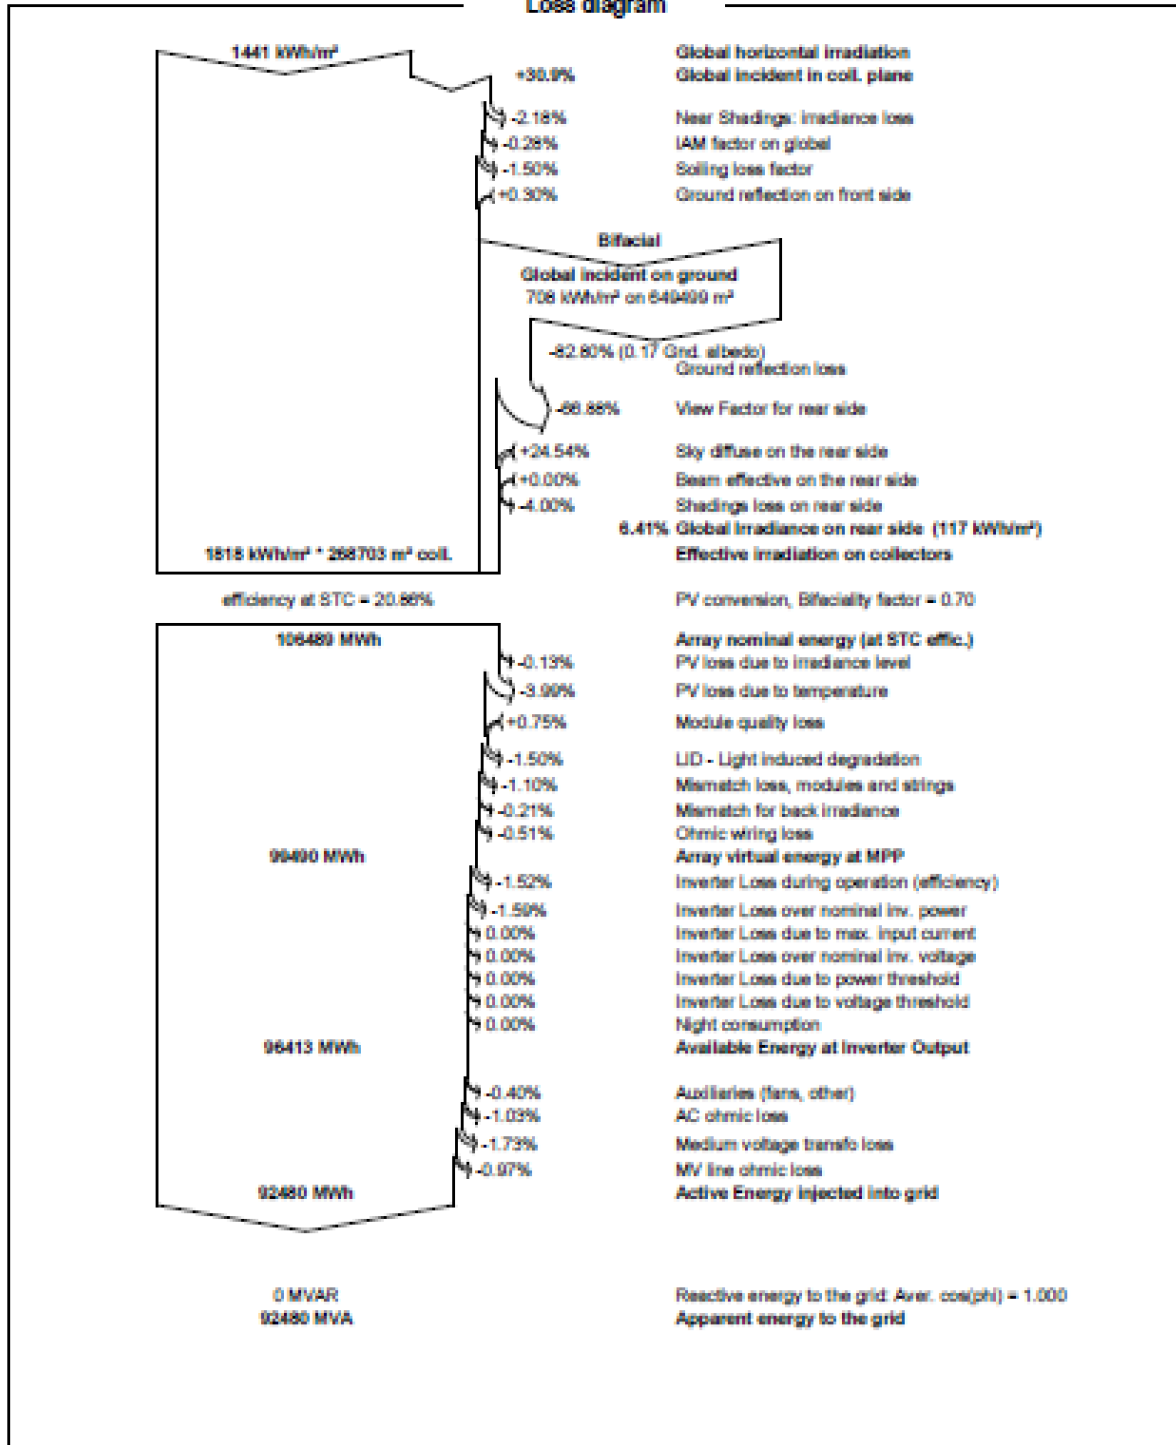 Loss diagram
1441 kWh/m² Global horizontal irradiation
+30.9% Global incident in coll. plane
-2.18% Near Shadings: irradiance loss
-0.28% IAM factor on global
-1.50% Soiling loss factor
+0.30% Ground reflection on front side
Bifacial
Global incident on ground
708 kWh/m² on 649499 m²
-82.80% (0.17 Gnd. albedo)
Ground reflection loss
-66.88% View Factor for rear side
+24.54% Sky diffuse on the rear side
+0.00% Beam effective on the rear side
-4.00% Shadings loss on rear side
6.41% Global Irradiance on rear side (117 kWh/m²)
1818 kWh/m² * 268703 m² coll. Effective irradiation on collectors
efficiency at STC = 20.86% PV conversion, Bifaciality factor = 0.70
106489 MWh Array nominal energy (at STC effic.)
-0.13% PV loss due to irradiance level
-3.99% PV loss due to temperature
+0.75% Module quality loss
-1.50% LID - Light induced degradation
-1.10% Mismatch loss, modules and strings
-0.21% Mismatch for back irradiance
-0.51% Ohmic wiring loss
99490 MWh Array virtual energy at MPP
-1.52% Inverter Loss during operation (efficiency)
-1.59% Inverter Loss over nominal inv. power
0.00% Inverter Loss due to max. input current
0.00% Inverter Loss over nominal inv. voltage
0.00% Inverter Loss due to power threshold
0.00% Inverter Loss due to voltage threshold
0.00% Night consumption
96413 MWh Available Energy at Inverter Output
-0.40% Auxiliaries (fans, other)
-1.03% AC ohmic loss
-1.73% Medium voltage transfo loss
-0.97% MV line ohmic loss
92480 MWh Active Energy injected into grid
0 MVAR Reactive energy to the grid: Aver. cos(phi) = 1.000
92480 MVA Apparent energy to the grid